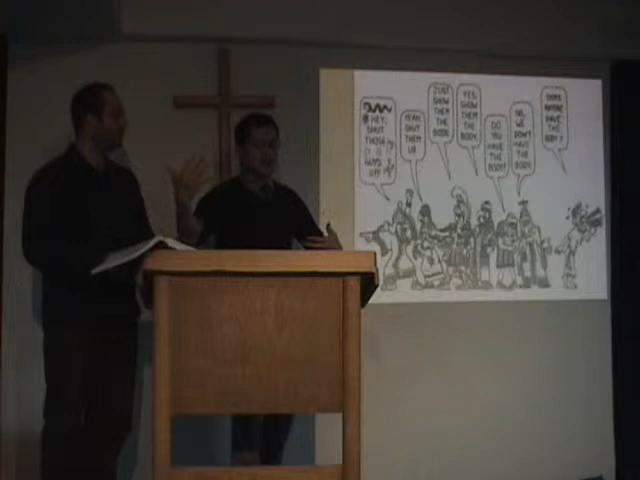 HEY,
SHUT
THOSE
UP
YEAH
SHUT
THEM
UP
JUST
SHOW
THEM
THE
BODY.
YES,
SHOW
THEM
THE
BODY.
DO
YOU
HAVE
THE
BODY?
NO,
WE
DON'T
HAVE
THE
BODY.
DOES
ANYONE
HAVE
THE
BODY?